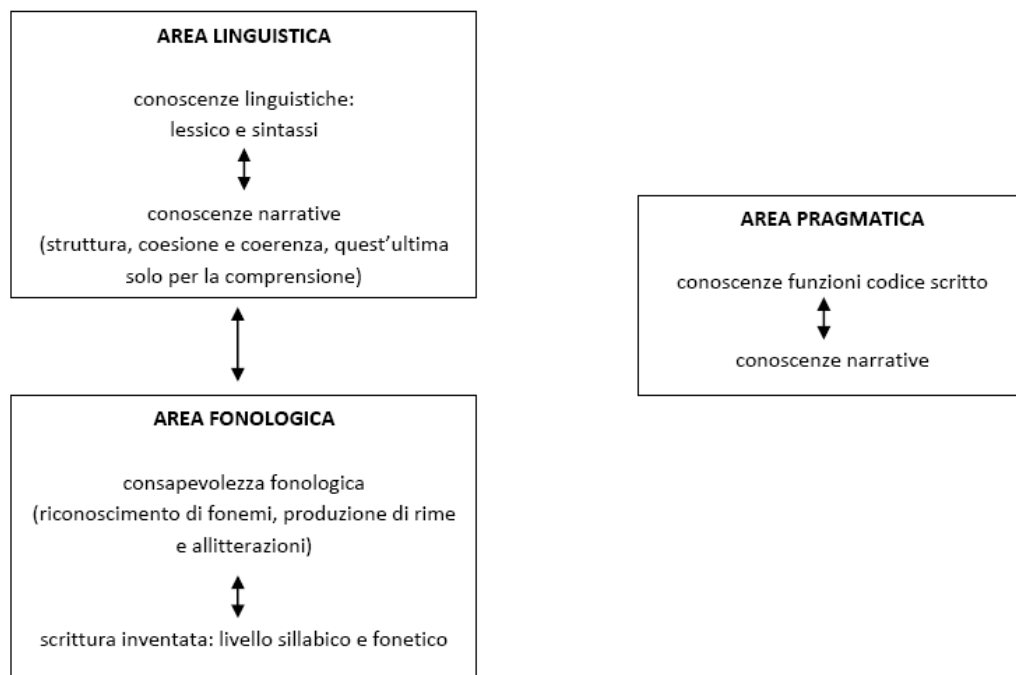 AREA LINGUISTICA
conoscenze linguistiche:
lessico e sintassi
conoscenze narrative
(struttura, coesione e coerenza, quest'ultima
solo per la comprensione)
AREA PRAGMATICA
conoscenze funzioni codice scritto
conoscenze narrative
AREA FONOLOGICA
consapevolezza fonologica
(riconoscimento di fonemi, produzione di rime
e allitterazioni)
scrittura inventata: livello sillabico e fonetico